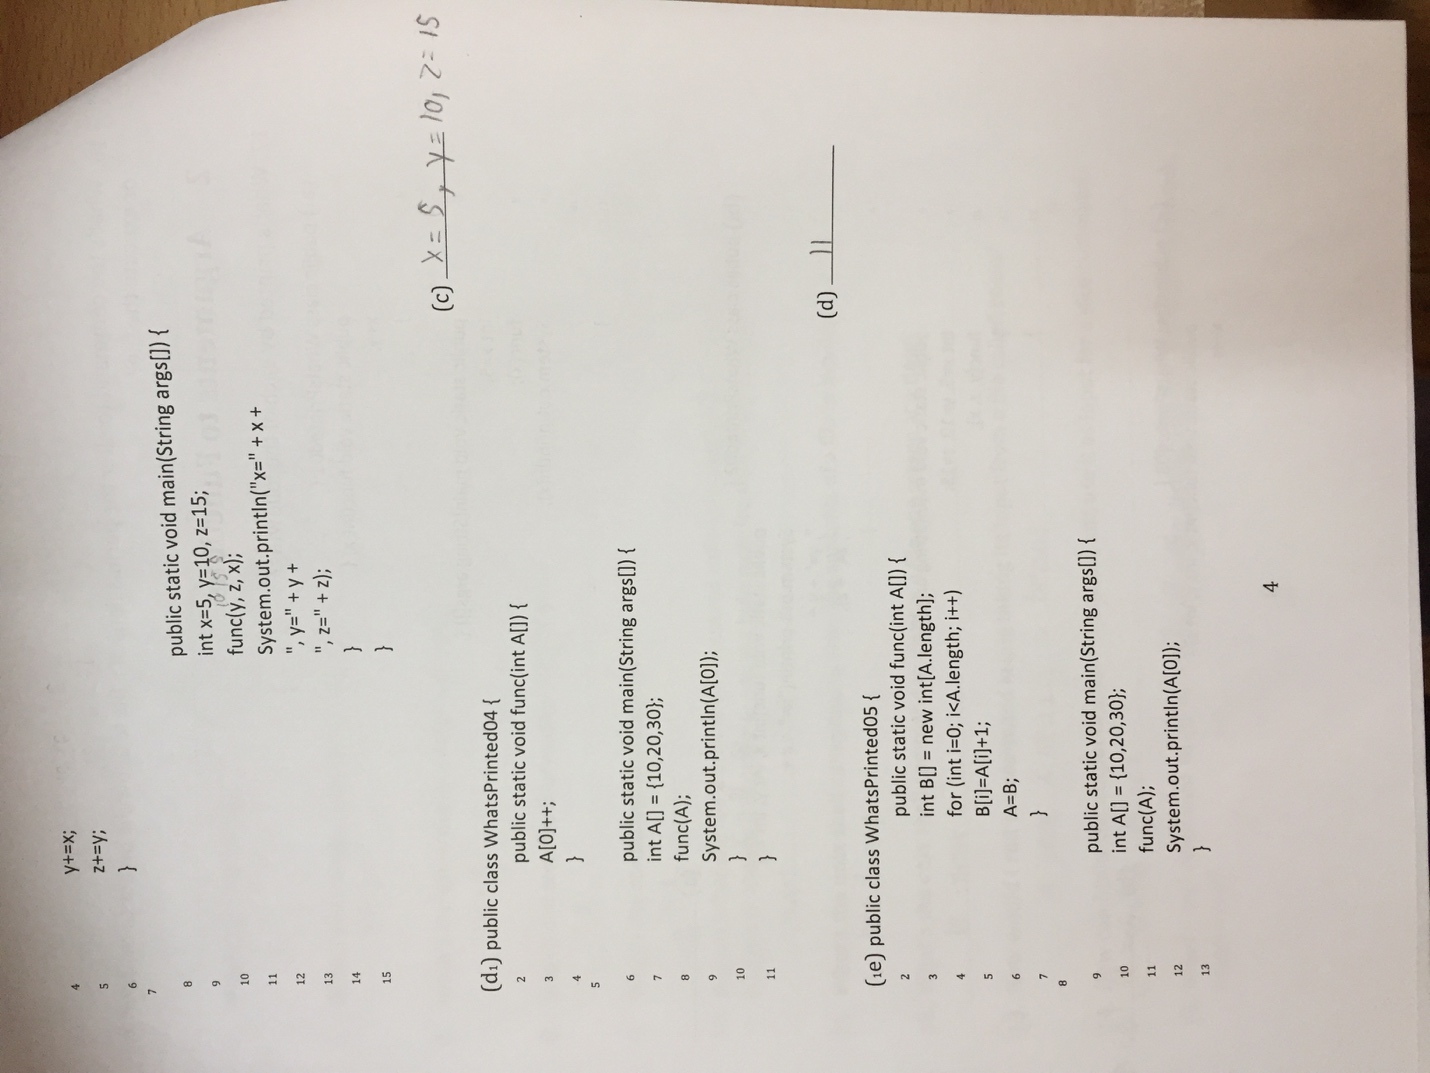 4 y+=x;
5 z+=y;
6 }
7
8 public static void main(String args[]) {
9 int x=5, y=10, z=15;
10 15 5
10 func(y, z, x);
11 System.out.println("x=" + x +
12 ", y=" + y +
13 ", z=" + z);
14 }
15 }
(c) x = 5, y = 10, z = 15
(d1) public class WhatsPrinted04 {
2 public static void func(int A[]) {
3 A[0]++;
4 }
5
6 public static void main(String args[]) {
7 int A[] = {10,20,30};
8 func(A);
9 System.out.println(A[0]);
10 }
11 }
(d) 11
(1e) public class WhatsPrinted05 {
2 public static void func(int A[]) {
3 int B[] = new int[A.length];
4 for (int i=0; i<A.length; i++)
5 B[i]=A[i]+1;
6 A=B;
7 }
8
9 public static void main(String args[]) {
10 int A[] = {10,20,30};
11 func(A);
12 System.out.println(A[0]);
13 }
4